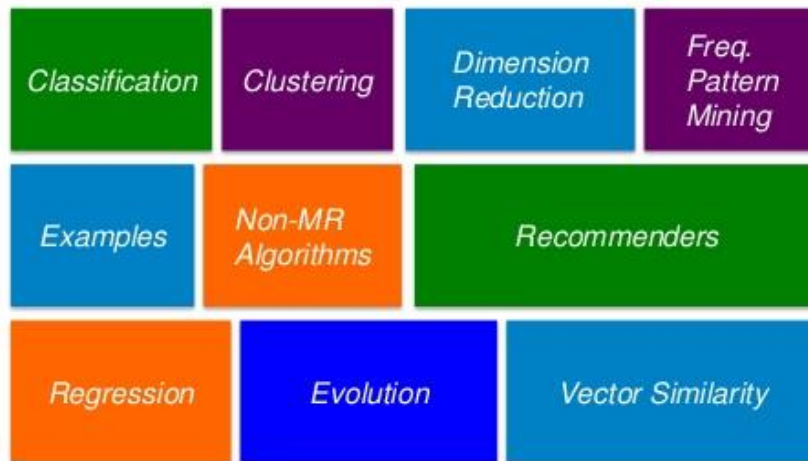 Classification
Clustering
Dimension
Reduction
Freq.
Pattern
Mining
Examples
Non-MR
Algorithms
Recommenders
Regression
Evolution
Vector Similarity